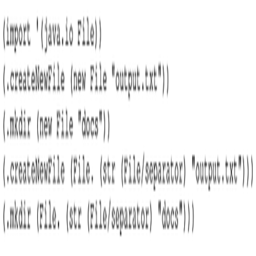 (import '(java.io File))
(.createNewFile (new File "output.txt"))
(.mkdir (new File "docs"))
(.createNewFile (File. (str (File/separator) "output.txt")))
(.mkdir (File. (str (File/separator) "docs")))